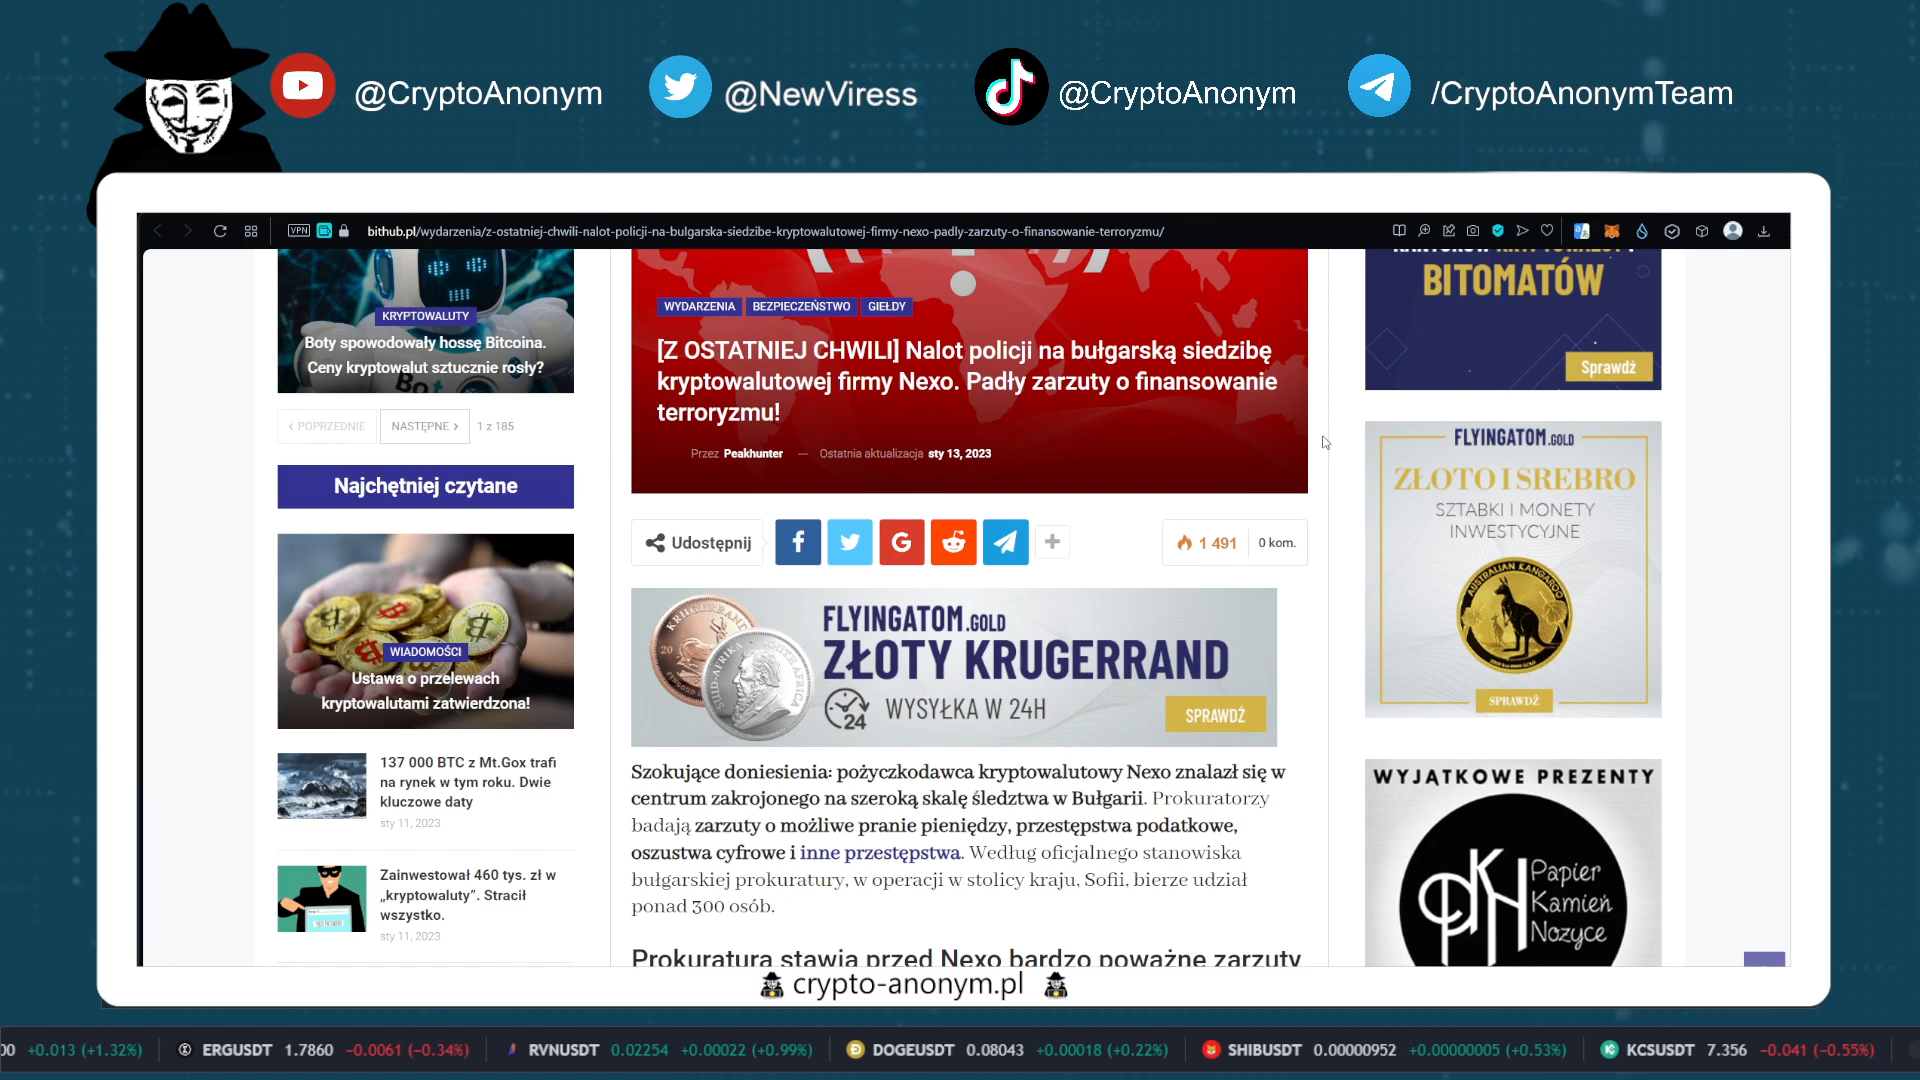 @CryptoAnonym
@NewViress
@CryptoAnonym
/CryptoAnonymTeam
VPN
bithub.pl/wydarzenia/z-ostatniej-chwili-nalot-policji-na-bulgarska-siedzibe-kryptowalutowej-firmy-nexo-padly-zarzuty-o-finansowanie-terroryzmu/
KRYPTOWALUTY
Boty spowodowały hossę Bitcoina.
Ceny kryptowalut sztucznie rosły?
POPRZEDNIE
NASTĘPNE
1 z 185
Najchętniej czytane
WIADOMOŚCI
Ustawa o przelewach
kryptowalutami zatwierdzona!
137 000 BTC z Mt.Gox trafi
na rynek w tym roku. Dwie
kluczowe daty
sty 11, 2023
Zainwestował 460 tys. zł w
„kryptowaluty”. Stracił
wszystko.
sty 11, 2023
WYDARZENIA
BEZPIECZEŃSTWO
GIEŁDY
[Z OSTATNIEJ CHWILI] Nalot policji na bułgarską siedzibę
kryptowalutowej firmy Nexo. Padły zarzuty o finansowanie
terroryzmu!
Przez Peakhunter — Ostatnia aktualizacja sty 13, 2023
Udostępnij
1 491
0 kom.
KRUGERRAND
FLYINGATOM.GOLD
ZŁOTY KRUGERRAND
24
WYSYŁKA W 24H
SPRAWDŹ
Szokujące doniesienia: pożyczkodawca kryptowalutowy Nexo znalazł się w
centrum zakrojonego na szeroką skalę śledztwa w Bułgarii. Prokuratorzy
badają zarzuty o możliwe pranie pieniędzy, przestępstwa podatkowe,
oszustwa cyfrowe i inne przestępstwa. Według oficjalnego stanowiska
bułgarskiej prokuratury, w operacji w stolicy kraju, Sofii, bierze udział
ponad 300 osób.
Prokuratura stawia przed Nexo bardzo poważne zarzuty
BITOMATÓW
Sprawdź
FLYINGATOM.GOLD
ZŁOTO I SREBRO
SZTABKI I MONETY
INWESTYCYJNE
AUSTRALIAN KANGAROO
SPRAWDŹ
WYJĄTKOWE PREZENTY
PKN
Papier
Kamień
Nożyce
crypto-anonym.pl
00 +0.013 (+1.32%)
ERGUSDT 1.7860 −0.0061 (−0.34%)
RVNUSDT 0.02254 +0.00022 (+0.99%)
DOGEUSDT 0.08043 +0.00018 (+0.22%)
SHIBUSDT 0.00000952 +0.00000005 (+0.53%)
KCSUSDT 7.356 −0.041 (−0.55%)